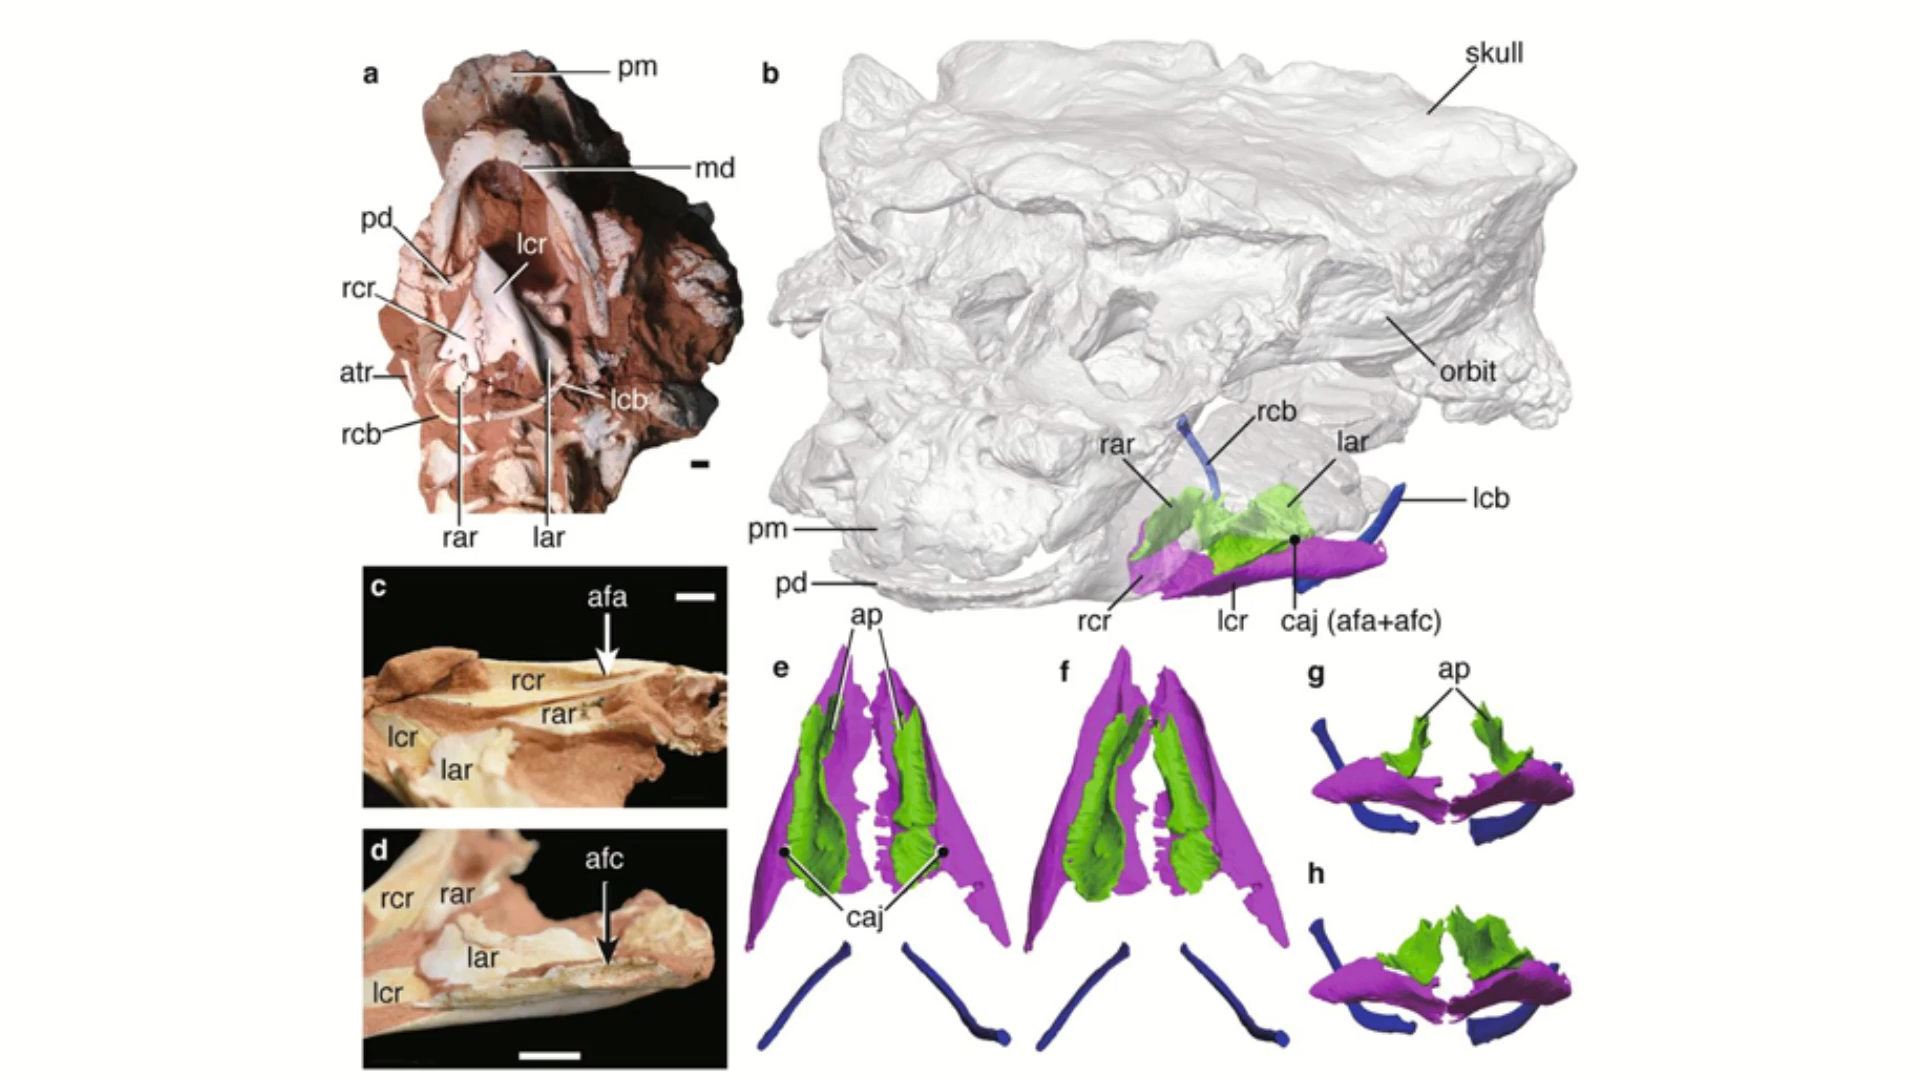 a
pm
md
pd
lcr
rcr
atr
lcb
rcb
rar
lar
b
skull
orbit
rcb
rar
lar
lcb
pm
pd
rcr
lcr
caj (afa+afc)
c
afa
rcr
rar
lcr
lar
d
afc
rcr
rar
lar
lcr
ap
e
caj
f
g
ap
h